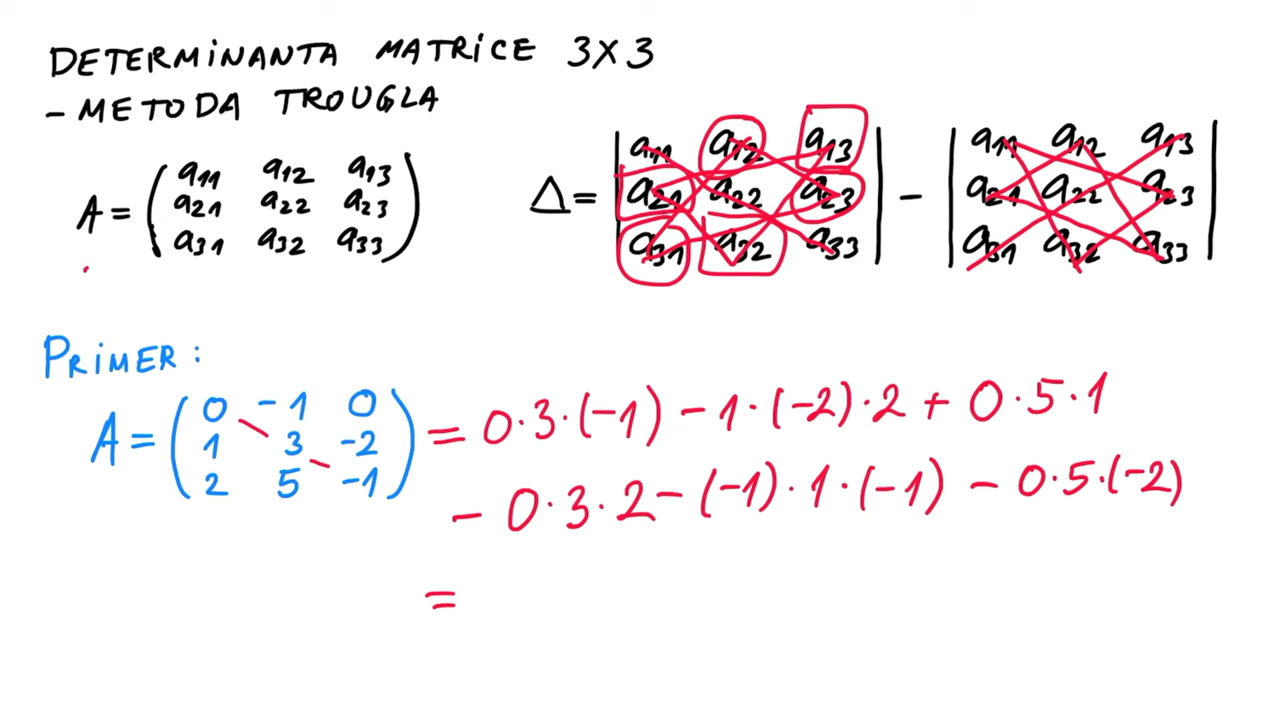 DETERMINANTA MATRICE 3X3
- METODA TROUGLA
A = ( a11 a12 a13
a21 a22 a23
a31 a32 a33 )
Δ = | a11 a12 a13
a21 a22 a23
a31 a32 a33 | - | a11 a12 a13
a21 a22 a23
a31 a32 a33 |
PRIMER:
A = ( 0 -1 0
1 3 -2
2 5 -1 )
= 0·3·(-1) - 1·(-2)·2 + 0·5·1
- 0·3·2 - (-1)·1·(-1) - 0·5·(-2)
=